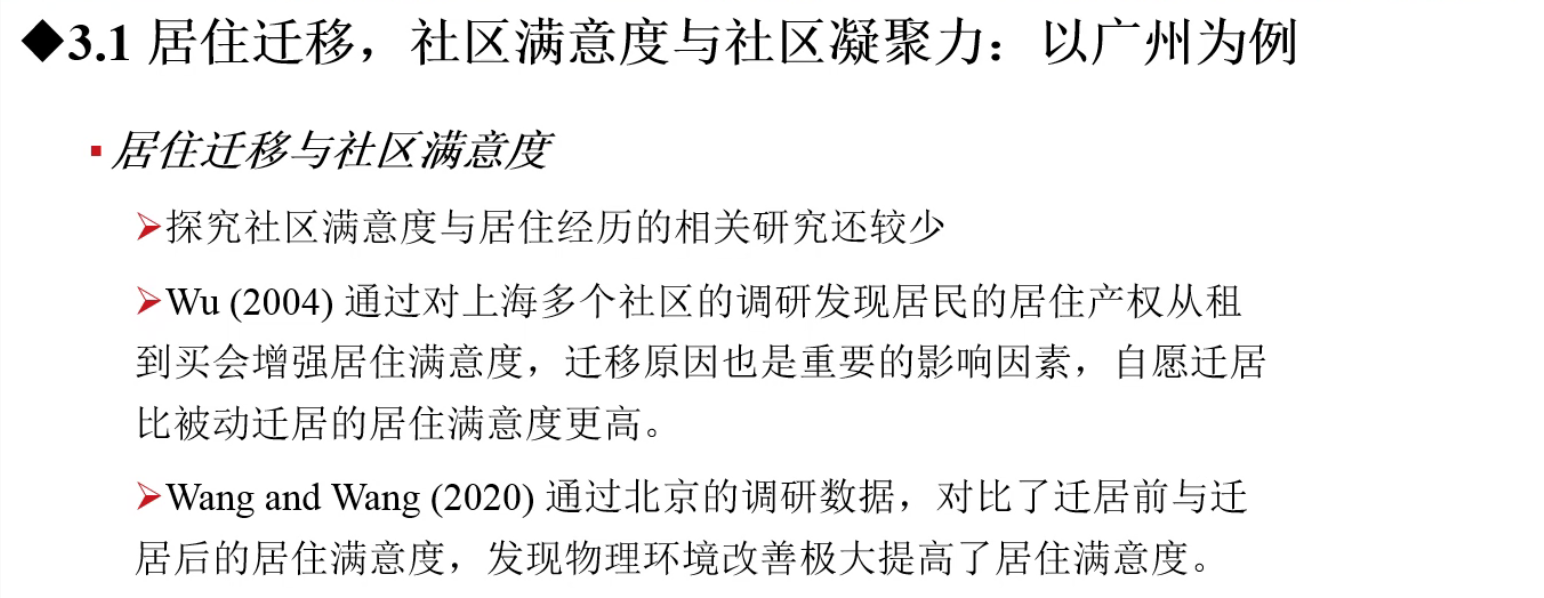 ◆3.1 居住迁移，社区满意度与社区凝聚力：以广州为例
▪居住迁移与社区满意度
➢探究社区满意度与居住经历的相关研究还较少
➢Wu (2004) 通过对上海多个社区的调研发现居民的居住产权从租
到买会增强居住满意度，迁移原因也是重要的影响因素，自愿迁居
比被动迁居的居住满意度更高。
➢Wang and Wang (2020) 通过北京的调研数据，对比了迁居前与迁
居后的居住满意度，发现物理环境改善极大提高了居住满意度。